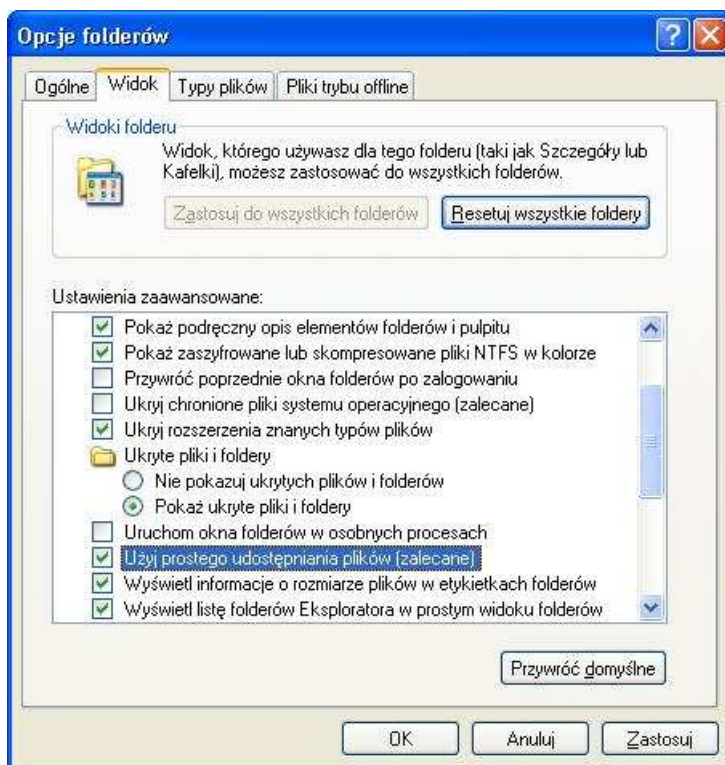 Opcje folderów
Ogólne Widok Typy plików Pliki trybu offline
Widoki folderu
Widok, którego używasz dla tego folderu (taki jak Szczegóły lub
Kafelki), możesz zastosować do wszystkich folderów.
Zastosuj do wszystkich folderów Resetuj wszystkie foldery
Ustawienia zaawansowane:
Pokaż podręczny opis elementów folderów i pulpitu
Pokaż zaszyfrowane lub skompresowane pliki NTFS w kolorze
Przywróć poprzednie okna folderów po zalogowaniu
Ukryj chronione pliki systemu operacyjnego (zalecane)
Ukryj rozszerzenia znanych typów plików
Ukryte pliki i foldery
Nie pokazuj ukrytych plików i folderów
Pokaż ukryte pliki i foldery
Uruchom okna folderów w osobnych procesach
Użyj prostego udostępniania plików (zalecane)
Wyświetl informacje o rozmiarze plików w etykietkach folderów
Wyświetl listę folderów Eksploratora w prostym widoku folderów
Przywróć domyślne
OK Anuluj Zastosuj